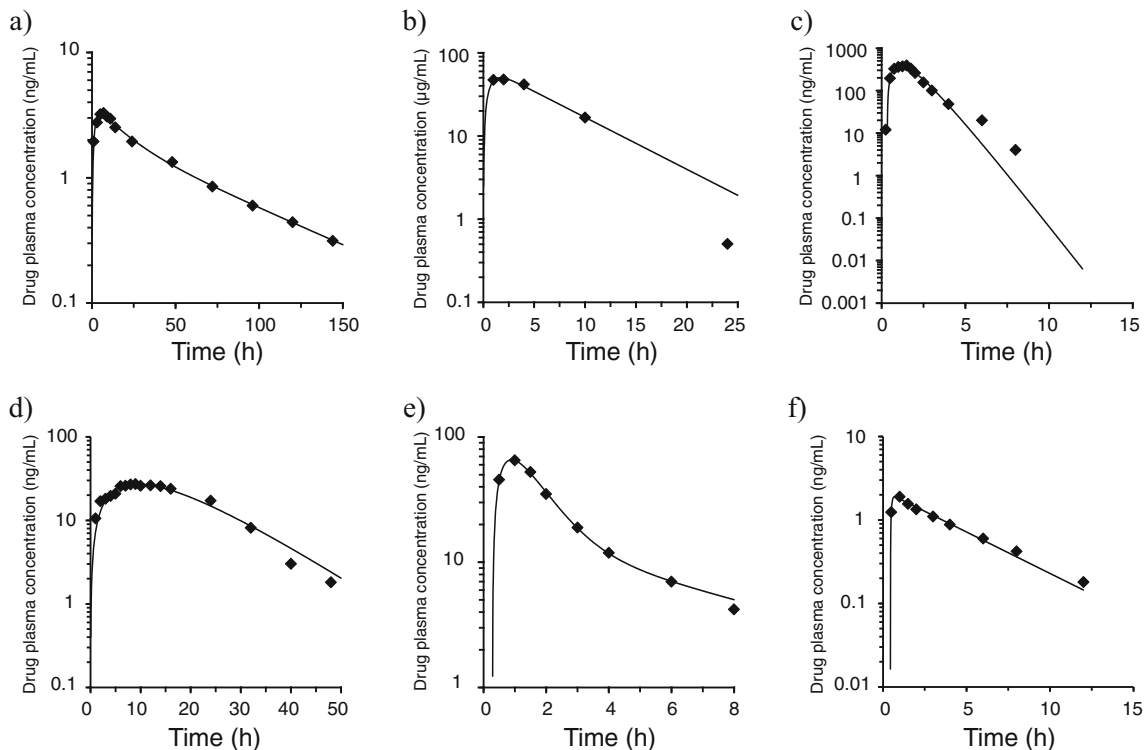 a)
Drug plasma concentration (ng/mL)
10
1
0.1
0 50 100 150
Time (h)
b)
Drug plasma concentration (µg/mL)
100
10
1
0.1
0 5 10 15 20 25
Time (h)
c)
Drug plasma concentration (ng/mL)
1000
100
10
1
0.1
0.01
0.001
0 5 10 15
Time (h)
d)
Drug plasma concentration (ng/mL)
100
10
1
0.1
0 10 20 30 40 50
Time (h)
e)
Drug plasma concentration (ng/mL)
100
10
1
0 2 4 6 8
Time (h)
f)
Drug plasma concentration (ng/mL)
10
1
0.1
0.01
0 5 10 15
Time (h)